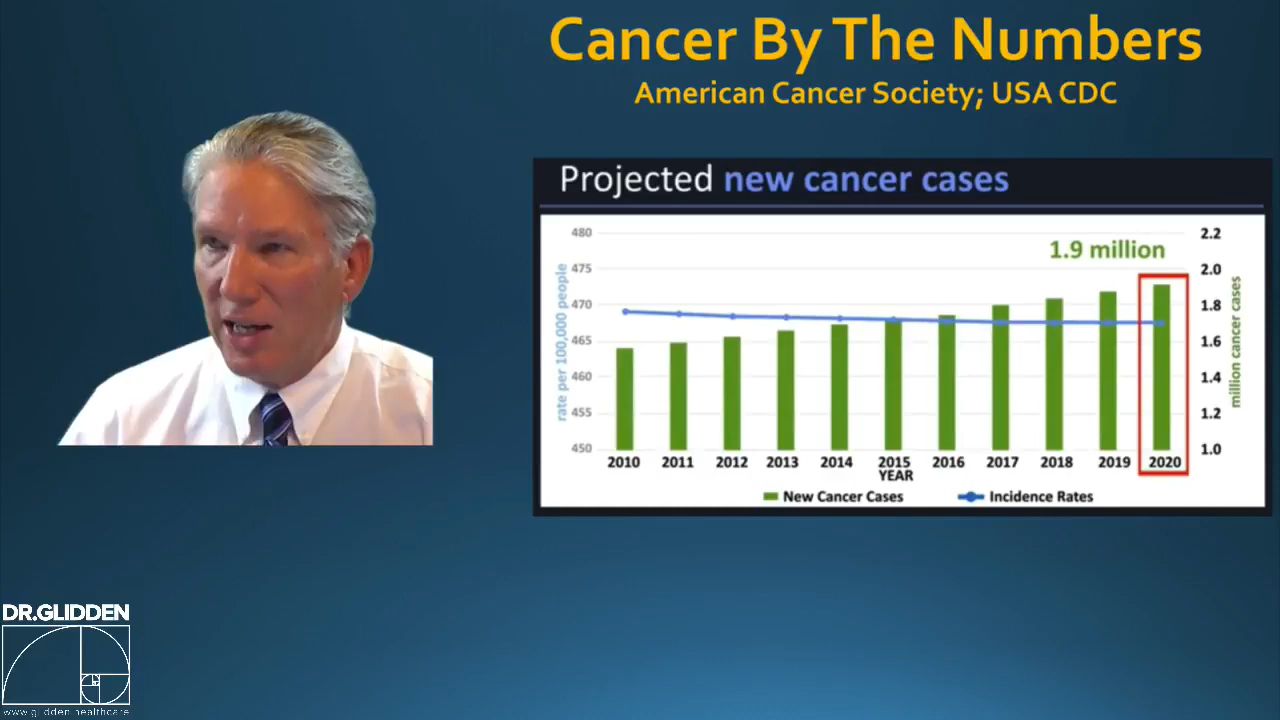 Cancer By The Numbers
American Cancer Society; USA CDC
Projected new cancer cases
480
475
470
465
460
455
450
rate per 100,000 people
1.9 million
2.2
2.0
1.8
1.6
1.4
1.2
1.0
million cancer cases
2010 2011 2012 2013 2014 2015 2016 2017 2018 2019 2020
YEAR
New Cancer Cases Incidence Rates
DR.GLIDDEN
www.glidden.healthcare